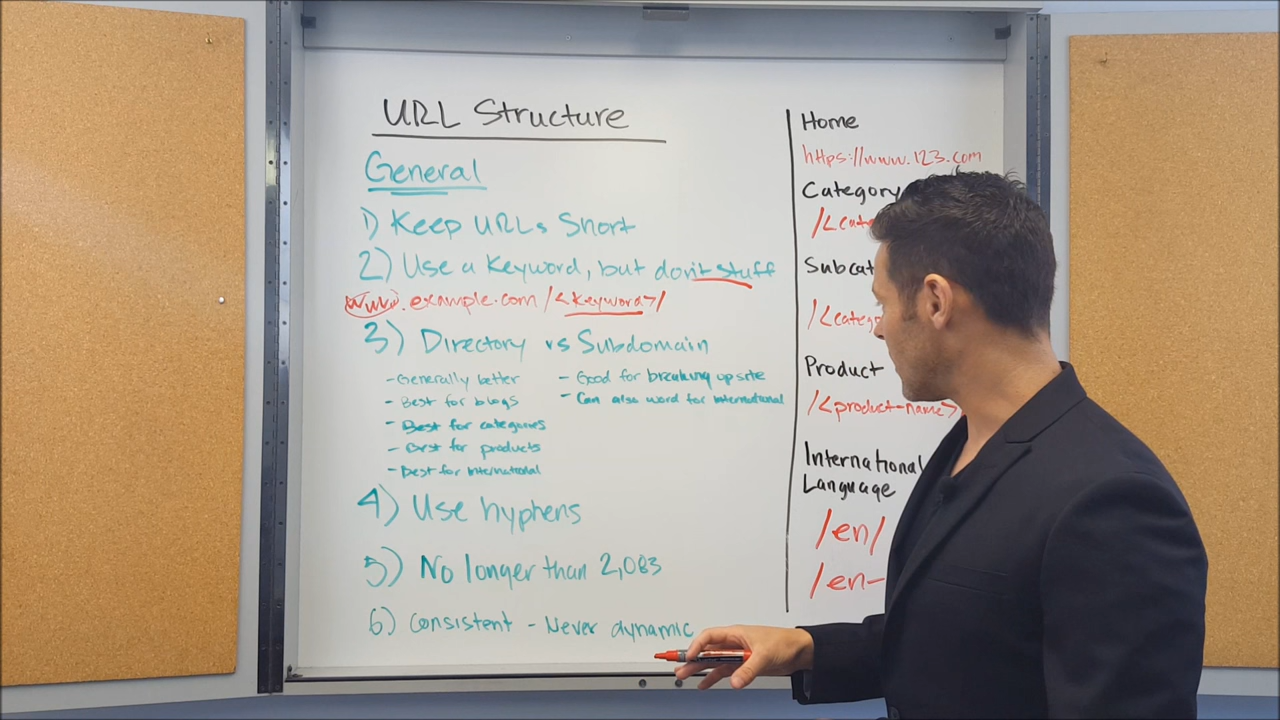 URL Structure
General
1) Keep URLs Short
2) Use a Keyword, but don't stuff
www.example.com/<keyword>/
3) Directory vs Subdomain
- Generally better
- Best for blogs
- Best for categories
- Best for products
- Best for International
- Good for breaking up site
- Can also word for international
4) Use hyphens
5) No longer than 2,083
6) Consistent - Never dynamic
Home
https://www.123.com
Category
/<cate
Subcat
/<catego
Product
/<product-name>
International
Language
/en/
/en-